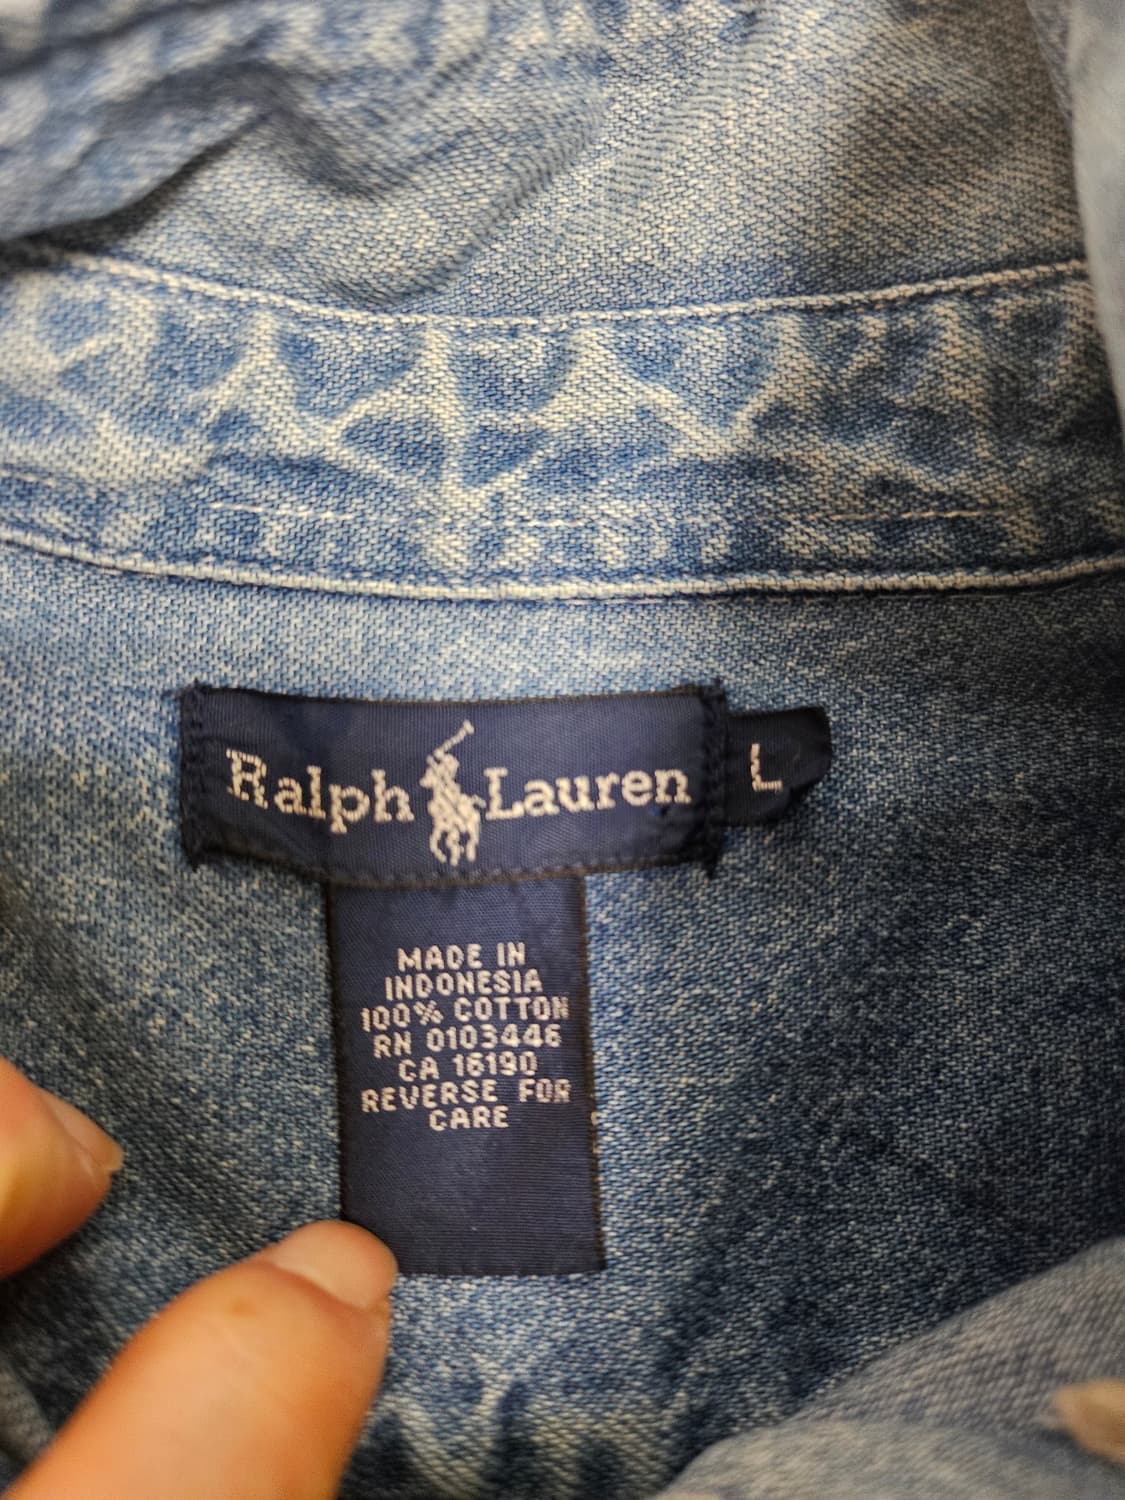 Ralph Lauren L
MADE IN
INDONESIA
100% COTTON
RN 0103446
CA 16190
REVERSE FOR
CARE